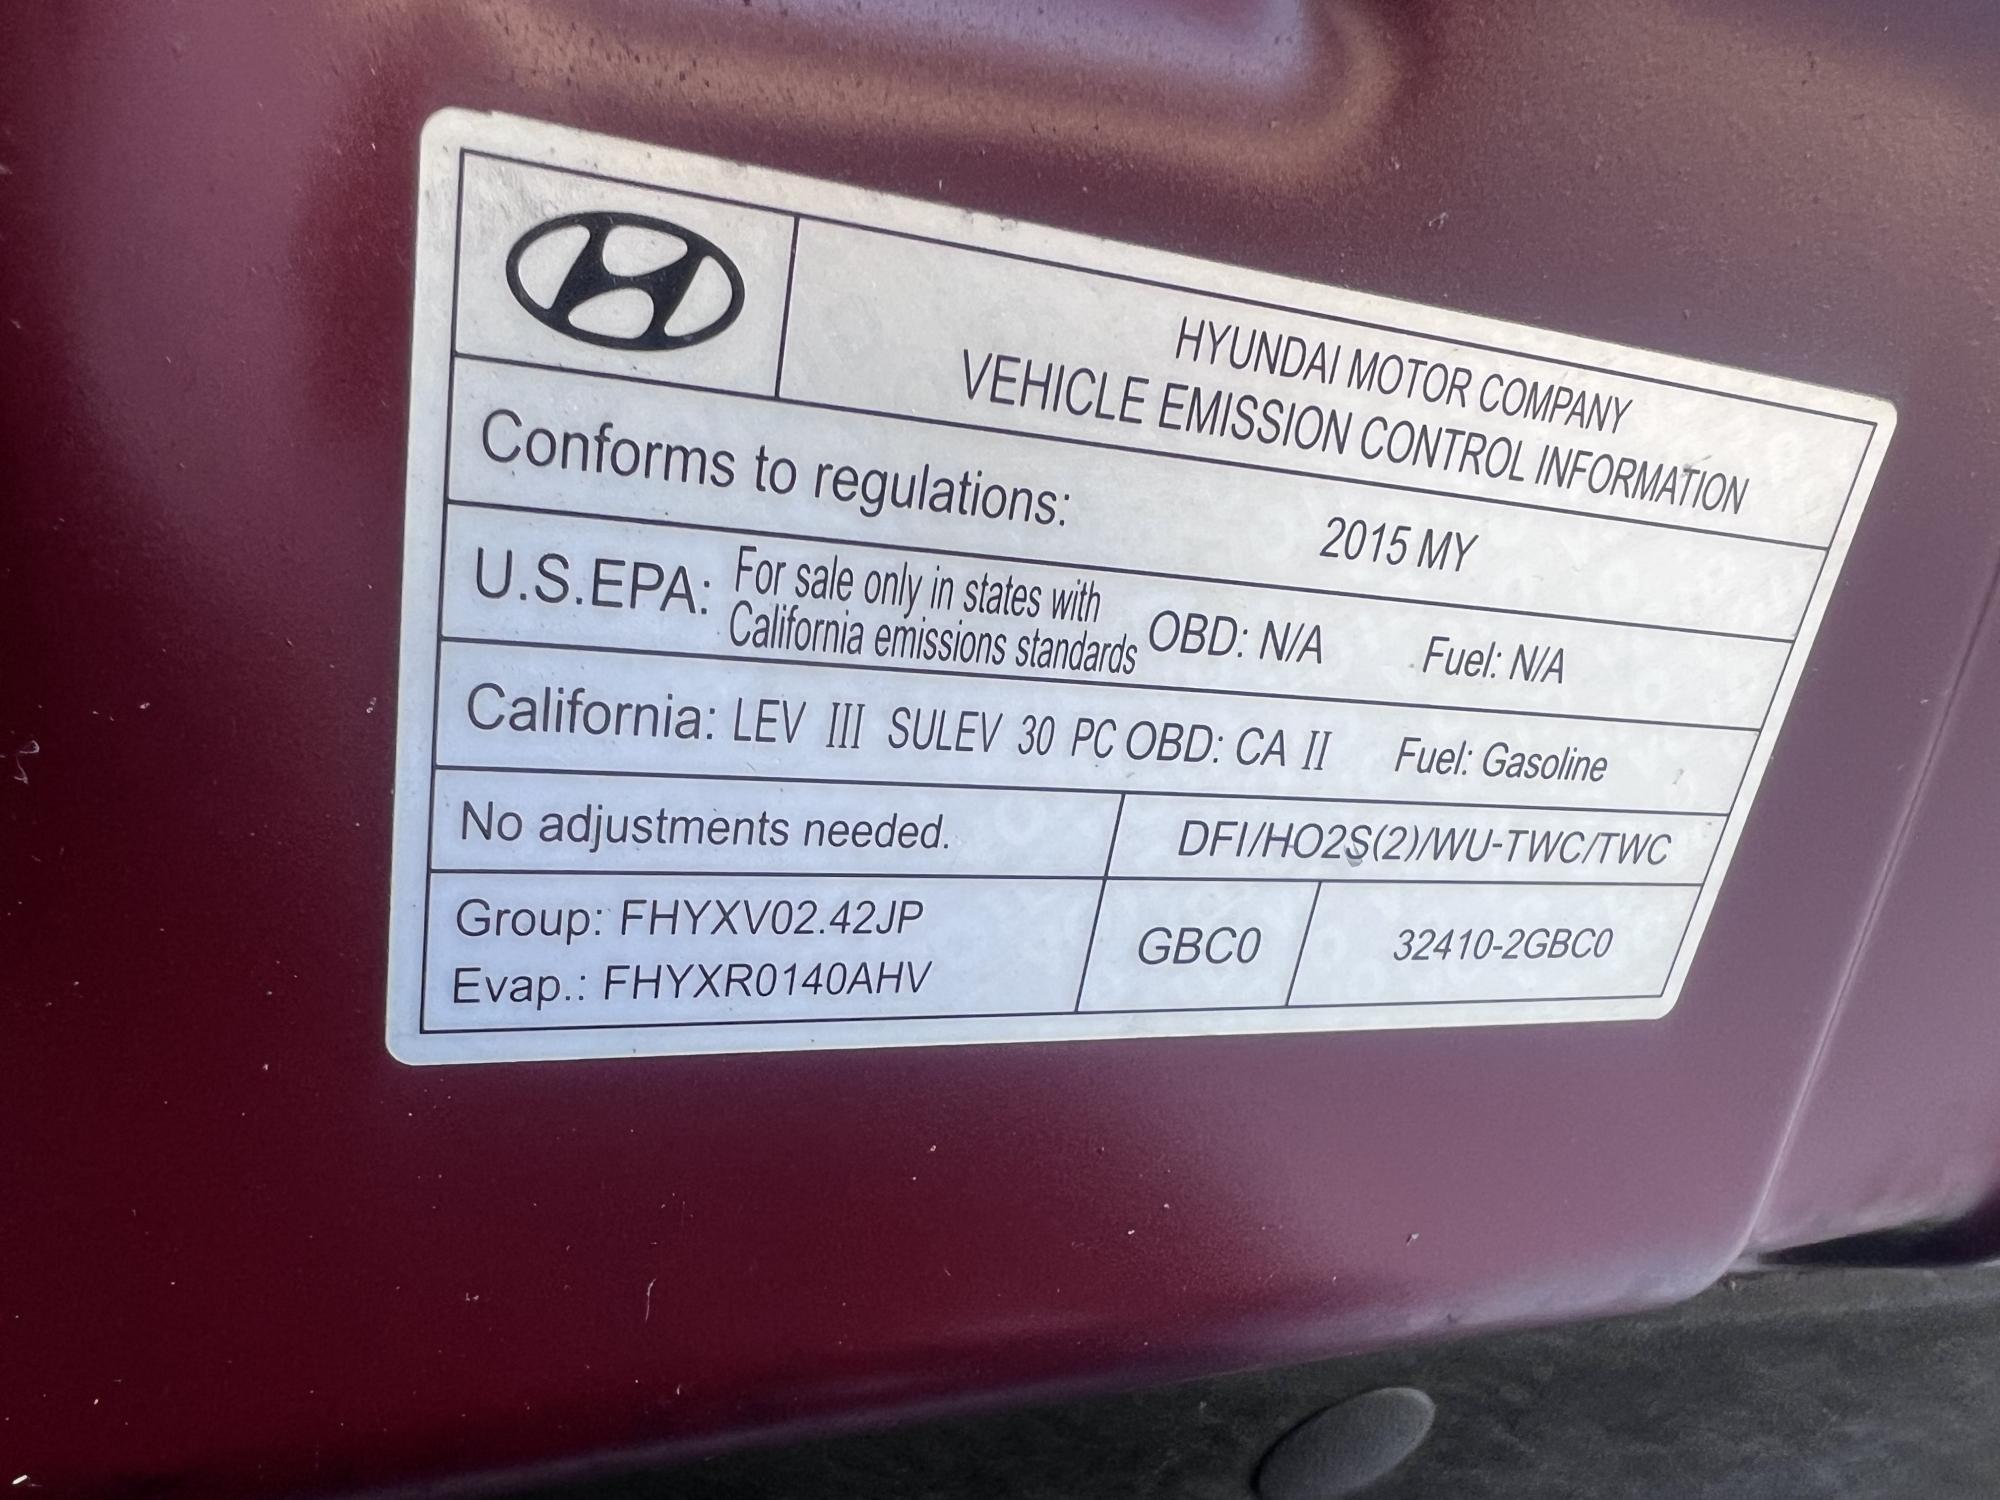 HYUNDAI MOTOR COMPANY
VEHICLE EMISSION CONTROL INFORMATION
Conforms to regulations: 2015 MY
U.S.EPA: For sale only in states with California emissions standards OBD: N/A Fuel: N/A
California: LEV III SULEV 30 PC OBD: CA II Fuel: Gasoline
No adjustments needed. DFI/HO2S(2)/WU-TWC/TWC
Group: FHYXV02.42JP
Evap.: FHYXR0140AHV
GBC0 32410-2GBC0